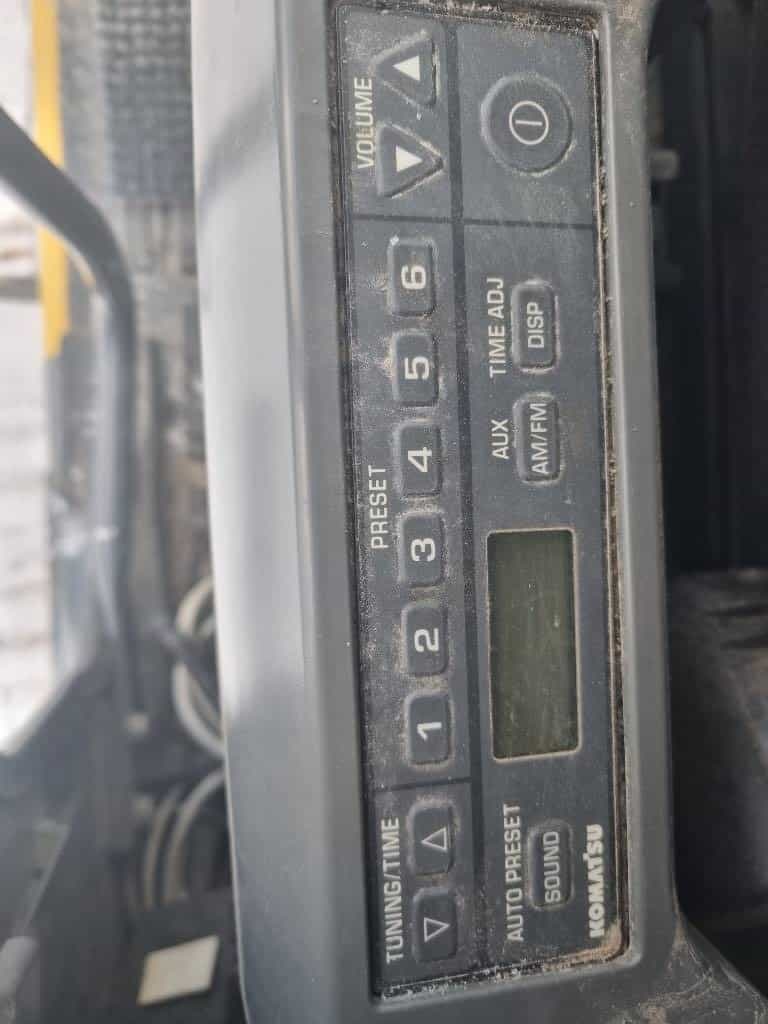 TUNING/TIME PRESET VOLUME
1 2 3 4 5 6
AUTO PRESET AUX TIME ADJ
SOUND AM/FM DISP
KOMATSU